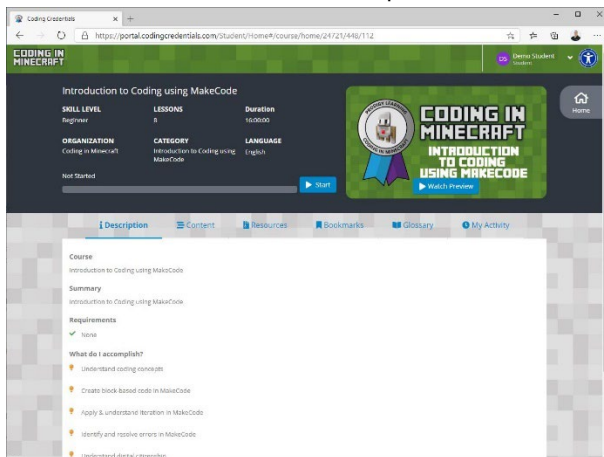 Coding Credentials
https://portal.codingcredentials.com/Student/Home#/course/home/24721/448/112
CODING IN
MINECRAFT
DS
Demo Student
Student
Home
Introduction to Coding using MakeCode
SKILL LEVEL
LESSONS
Duration
Beginner
8
16:00:00
ORGANIZATION
CATEGORY
LANGUAGE
Coding in Minecraft
Introduction to Coding using
MakeCode
English
Not Started
Start
PRODIGY LEARNING
CODING IN
MINECRAFT
INTRODUCTION
TO CODING
USING MAKECODE
Watch Preview
Description
Content
Resources
Bookmarks
Glossary
My Activity
Course
Introduction to Coding using MakeCode
Summary
Introduction to Coding using MakeCode
Requirements
None
What do I accomplish?
Understand coding concepts
Create block-based code in MakeCode
Apply & understand iteration in MakeCode
Identify and resolve errors in MakeCode
Understand digital citizenship